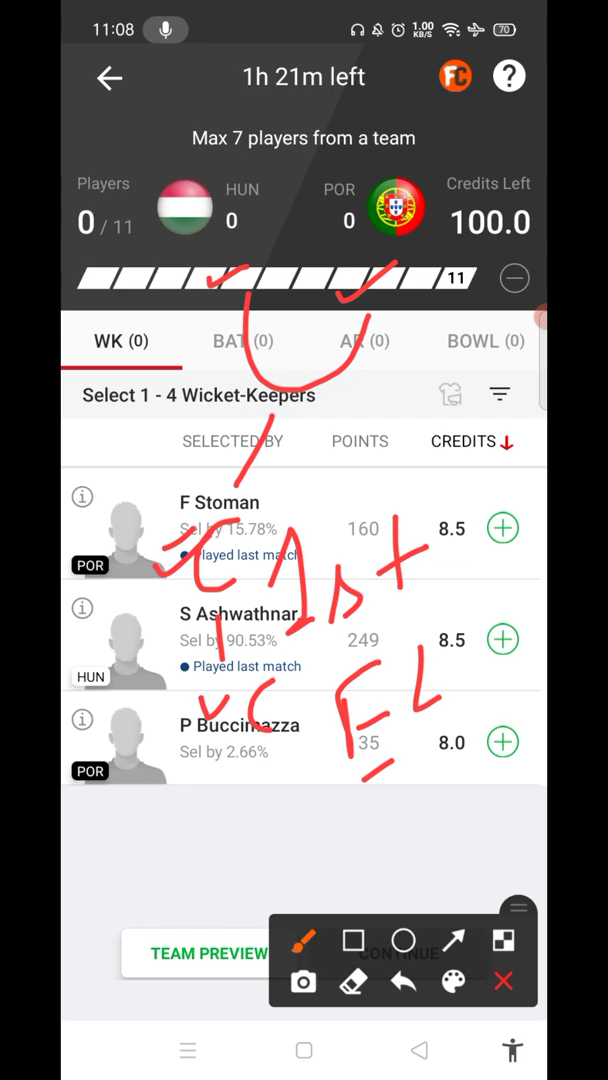 11:08 1.00 KB/S 70
1h 21m left FC ?
Max 7 players from a team
Players HUN POR Credits Left
0 / 11 0 0 100.0
11
WK (0) BAT (0) AR (0) BOWL (0)
Select 1 - 4 Wicket-Keepers
SELECTED BY POINTS CREDITS
F Stoman
Sel by 15.78% 160 8.5
Played last match
POR
C 1st
S Ashwathnar
Sel by 90.53% 249 8.5
Played last match
HUN
VC
P Buccimazza
Sel by 2.66% 35 8.0
POR
TEAM PREVIEW CONTINUE